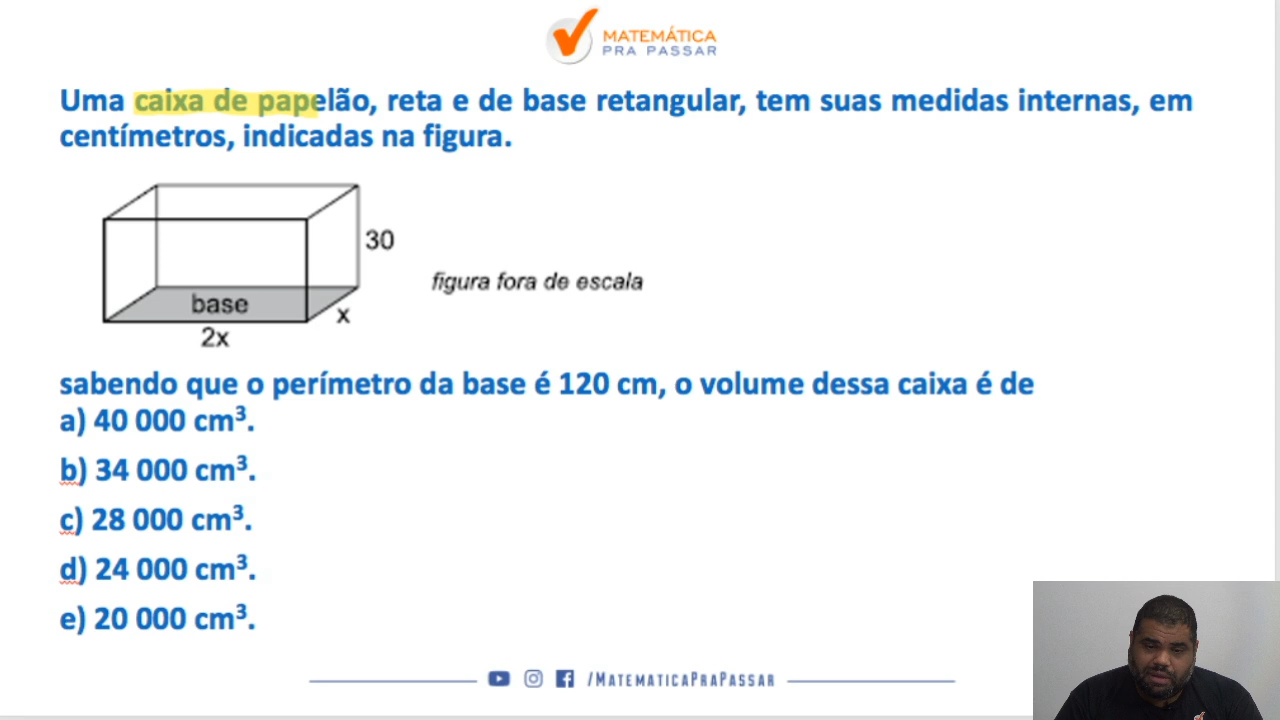 MATEMÁTICA
PRA PASSAR
Uma caixa de papelão, reta e de base retangular, tem suas medidas internas, em
centímetros, indicadas na figura.
30
figura fora de escala
base
x
2x
sabendo que o perímetro da base é 120 cm, o volume dessa caixa é de
a) 40 000 cm³.
b) 34 000 cm³.
c) 28 000 cm³.
d) 24 000 cm³.
e) 20 000 cm³.
/MATEMATICAPRAPASSAR